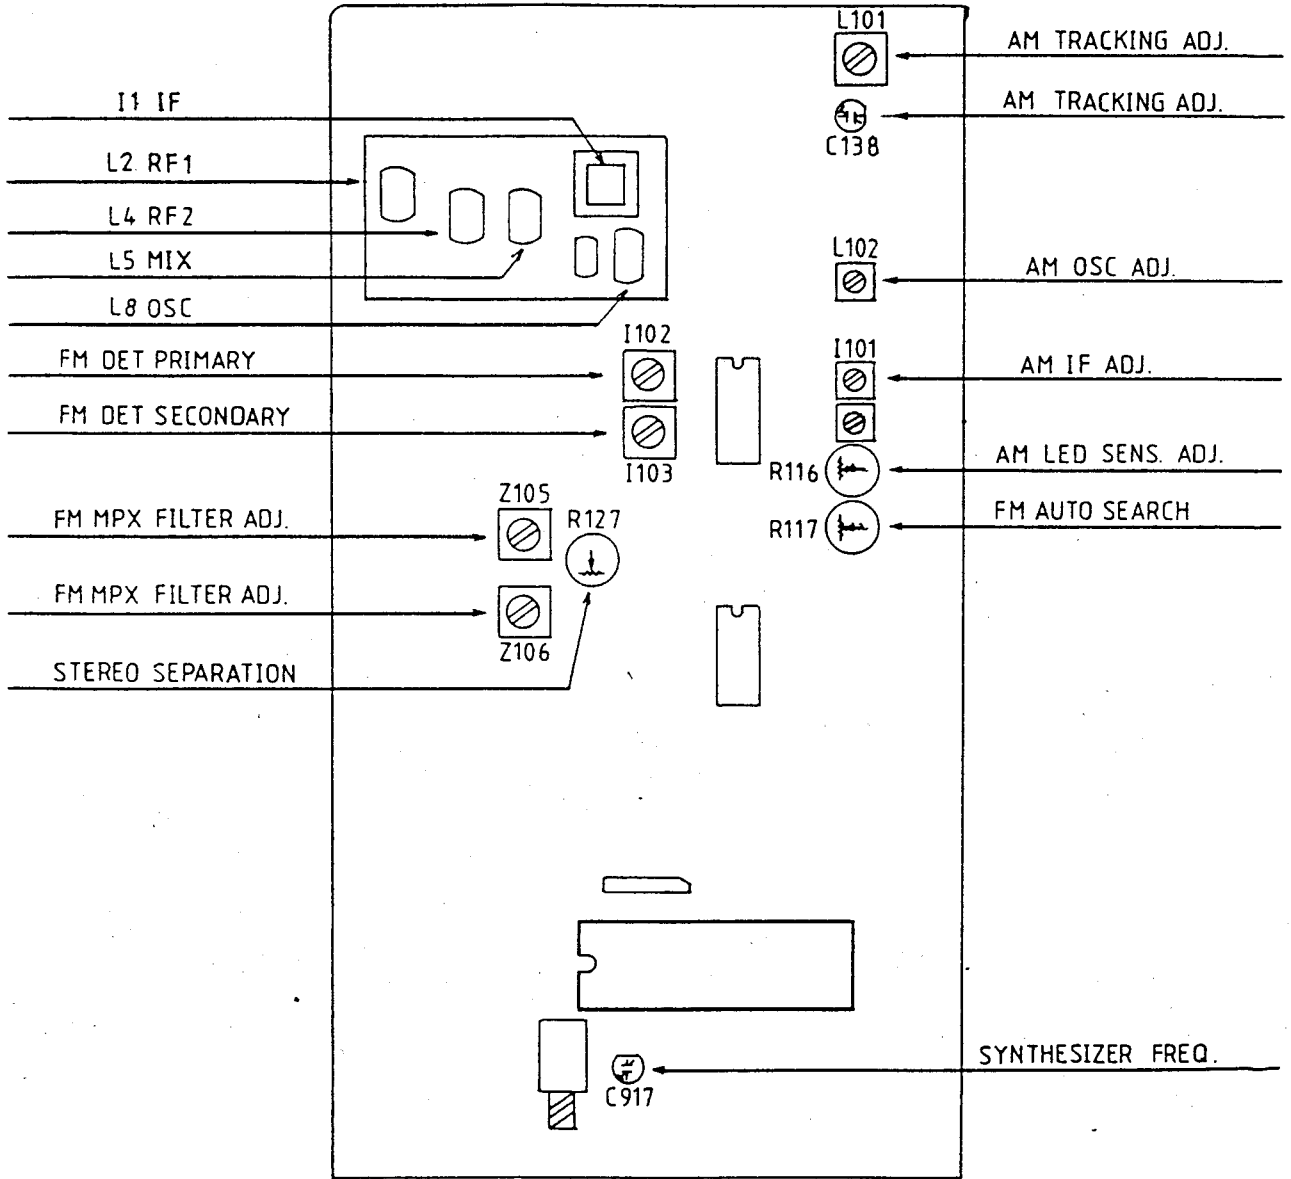 L101
AM TRACKING ADJ.
I1 IF
AM TRACKING ADJ.
C138
L2 RF1
L4 RF2
L5 MIX
L102
AM OSC ADJ.
L8 OSC
I102
I101
FM DET PRIMARY
AM IF ADJ.
FM DET SECONDARY
I103
R116
AM LED SENS. ADJ.
Z105
R127
R117
FM AUTO SEARCH
FM MPX FILTER ADJ.
FM MPX FILTER ADJ.
Z106
STEREO SEPARATION
SYNTHESIZER FREQ.
C917